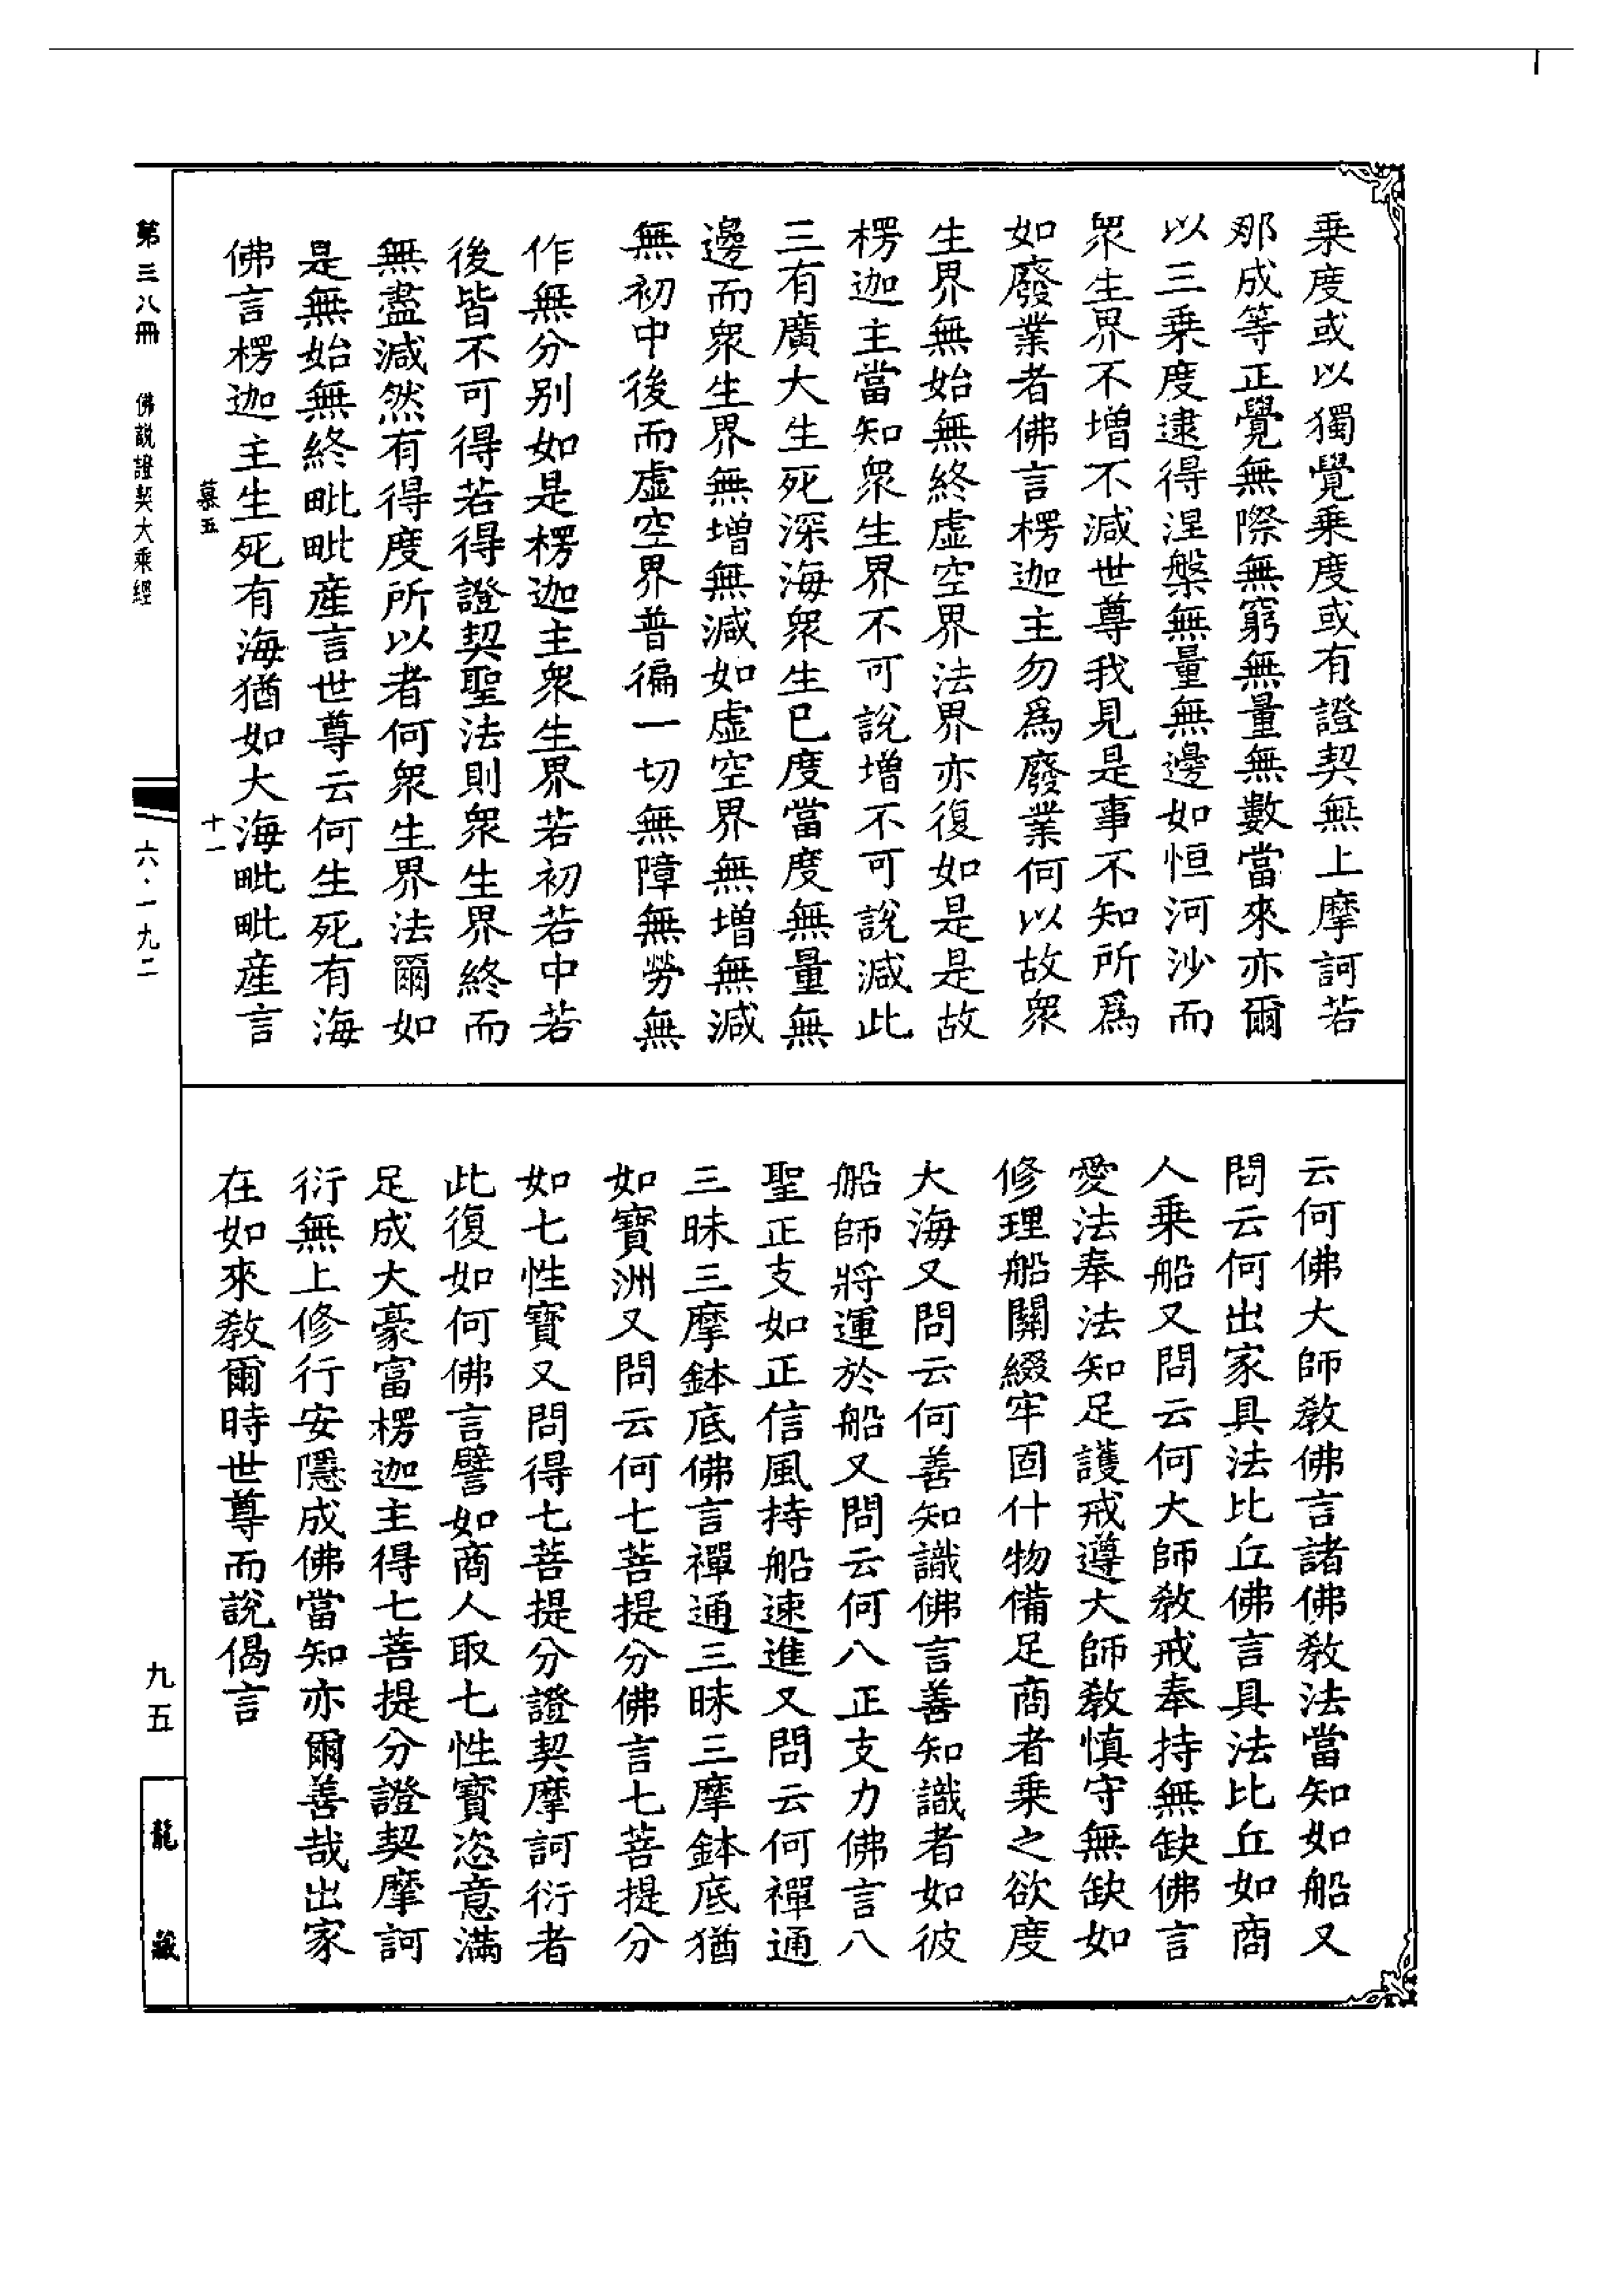 乘度或以獨覺乘度或有證契無上摩訶若
那成等正覺無際無窮無量無數當來亦爾
以三乘度逮得涅槃無量無邊如恒河沙而
衆生界不增不減世尊我見是事不知所爲
如廢業者佛言楞迦主勿爲廢業何以故衆
生界無始無終虛空界法界亦復如是是故
楞迦主當知衆生界不可說增不可說減此
三有廣大生死深海衆生已度當度無量無
邊而衆生界無增無減如虛空界無增無減
無初中後而虛空界普徧一切無障無勞無
作無分別如是楞迦主衆生界若初若中若
後皆不可得若得證契聖法則衆生界終而
無盡減然有得度所以者何衆生界法爾如
是無始無終毗毗産言世尊云何生死有海
佛言楞迦主生死有海猶如大海毗毗産言
云何佛大師教佛言諸佛教法當知如船又
問云何出家具法比丘佛言具法比丘如商
人乘船又問云何大師教戒奉持無缺佛言
愛法奉法知足護戒遵大師教慎守無缺如
修理船關綴牢固什物備足商者乘之欲度
大海又問云何善知識佛言善知識者如彼
船師將運於船又問云何八正支力佛言八
聖正支如正信風持船速進又問云何禪通
三昧三摩鉢底佛言禪通三昧三摩鉢底猶
如寶洲又問云何七菩提分佛言七菩提分
如七性寶又問得七菩提分證契摩訶衍者
此復如何佛言譬如商人取七性寶恣意滿
足成大豪富楞迦主得七菩提分證契摩訶
衍無上修行安隱成佛當知亦爾善哉出家
在如來教爾時世尊而說偈言
慕五
十一
第三八冊 佛說證契大乘經
六·一九二
九五
龍藏